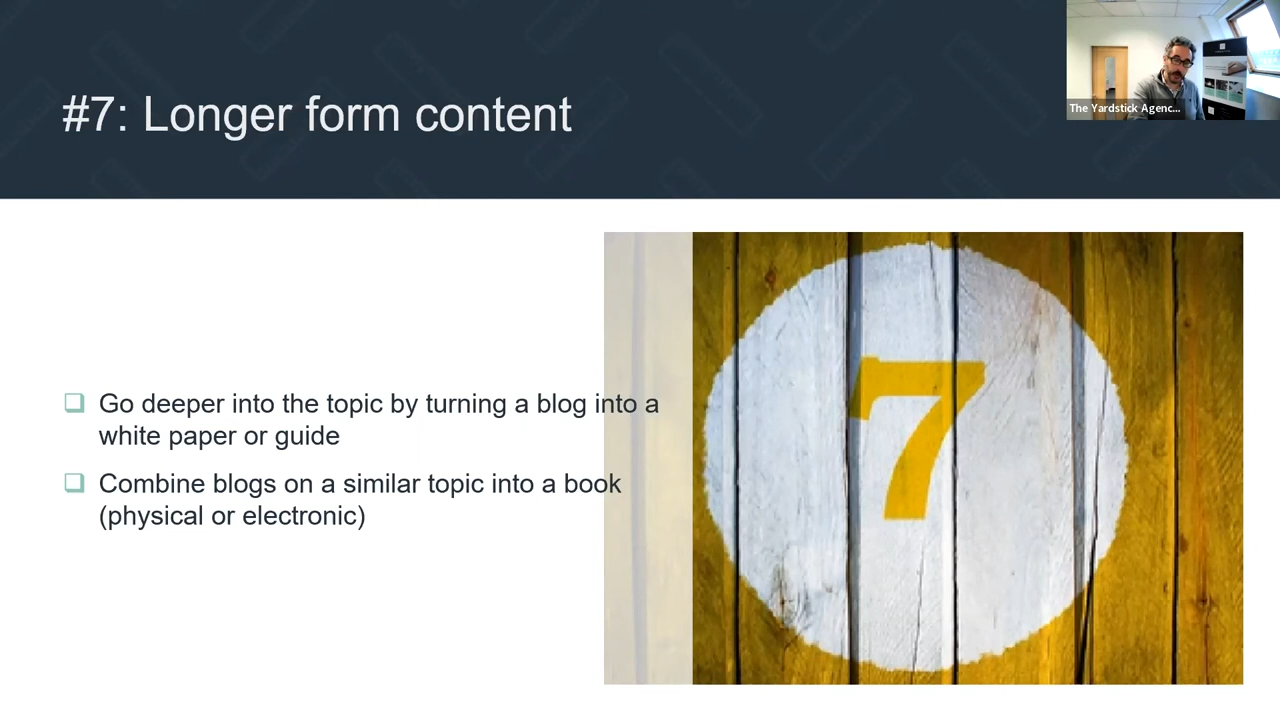 #7: Longer form content
The Yardstick Agenc...
Go deeper into the topic by turning a blog into a
white paper or guide
Combine blogs on a similar topic into a book
(physical or electronic)
7